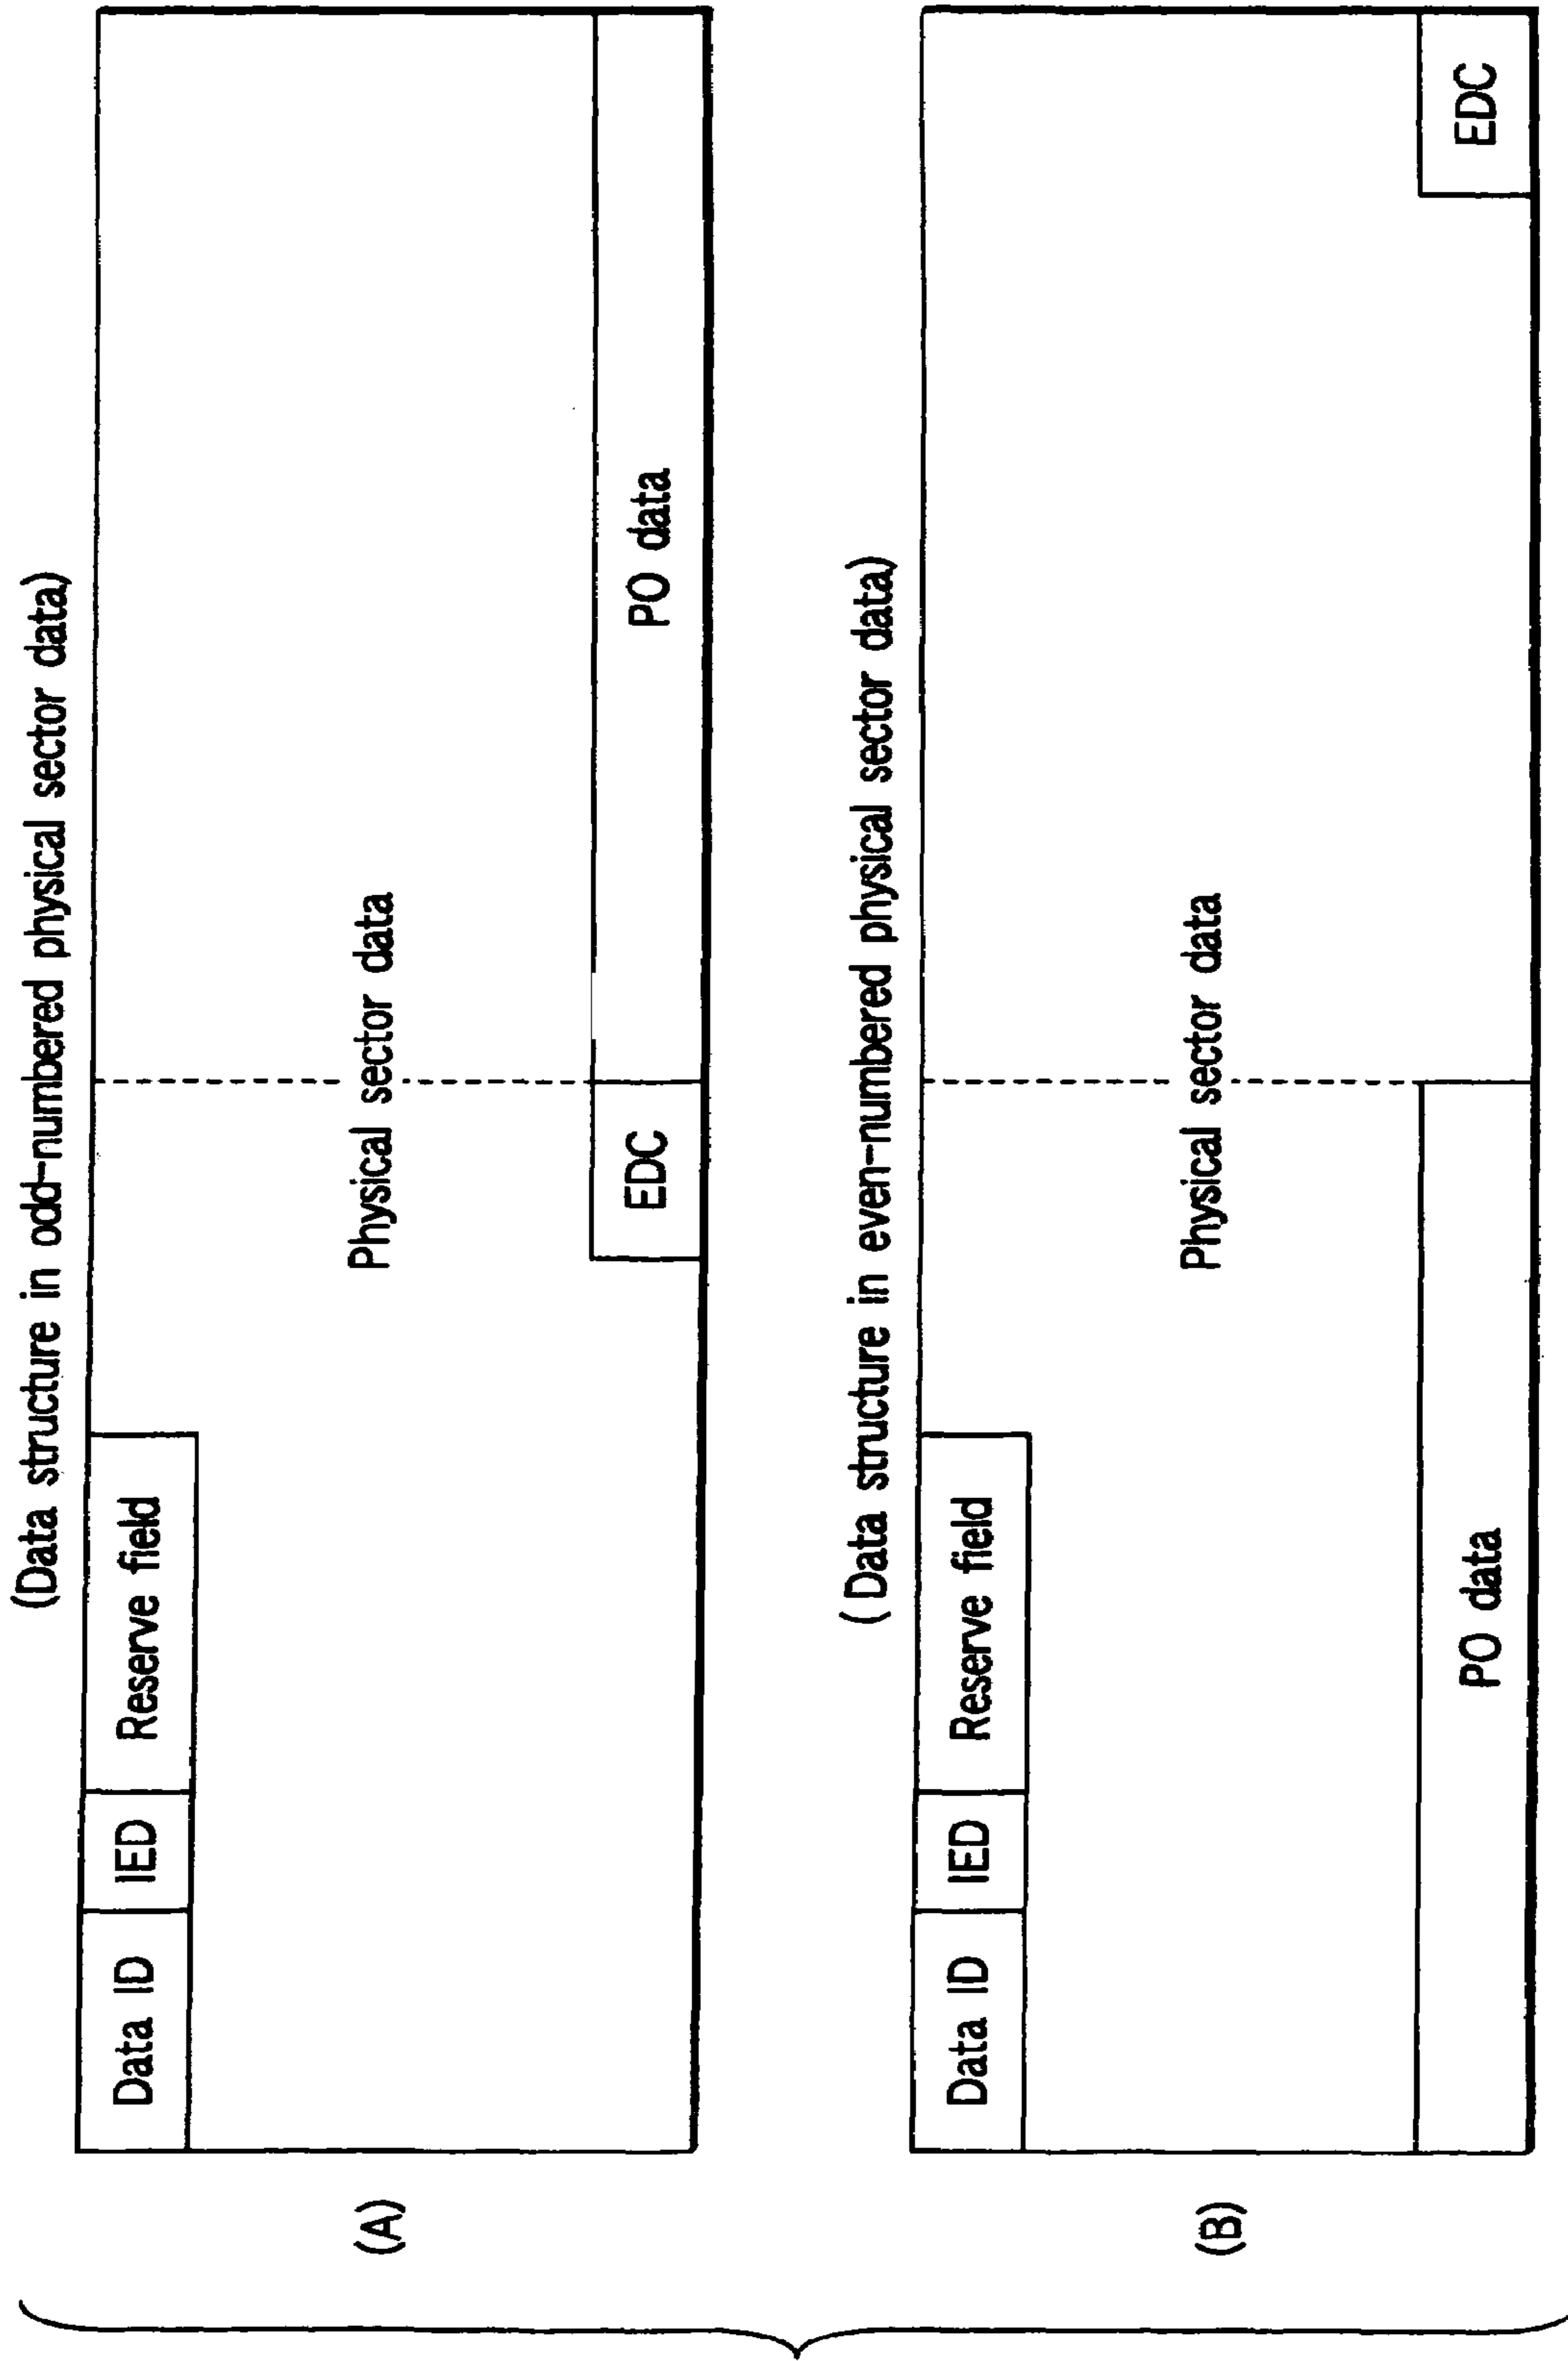 (Data structure in odd-numbered physical sector data)
(A)
Data ID
IED
Reserve field
Physical sector data
EDC
PO data
(Data structure in even-numbered physical sector data)
(B)
Data ID
IED
Reserve field
Physical sector data
PO data
EDC